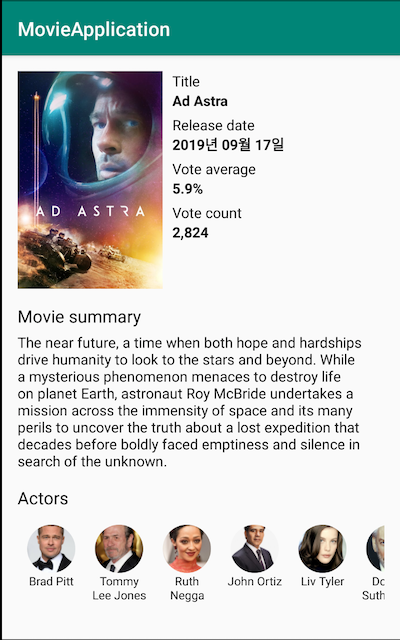 MovieApplication
AD ASTRA
Title
Ad Astra
Release date
2019년 09월 17일
Vote average
5.9%
Vote count
2,824
Movie summary
The near future, a time when both hope and hardships
drive humanity to look to the stars and beyond. While
a mysterious phenomenon menaces to destroy life
on planet Earth, astronaut Roy McBride undertakes a
mission across the immensity of space and its many
perils to uncover the truth about a lost expedition that
decades before boldly faced emptiness and silence in
search of the unknown.
Actors
Brad Pitt
Tommy
Lee Jones
Ruth
Negga
John Ortiz
Liv Tyler
Do
Suth